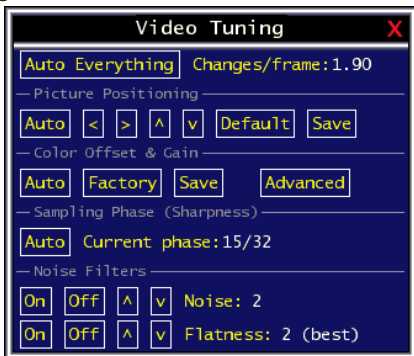 Video Tuning X
Auto Everything Changes/frame:1.90
Picture Positioning
Auto < > ^ v Default Save
Color Offset & Gain
Auto Factory Save Advanced
Sampling Phase (Sharpness)
Auto Current phase:15/32
Noise Filters
On Off ^ v Noise: 2
On Off ^ v Flatness: 2 (best)